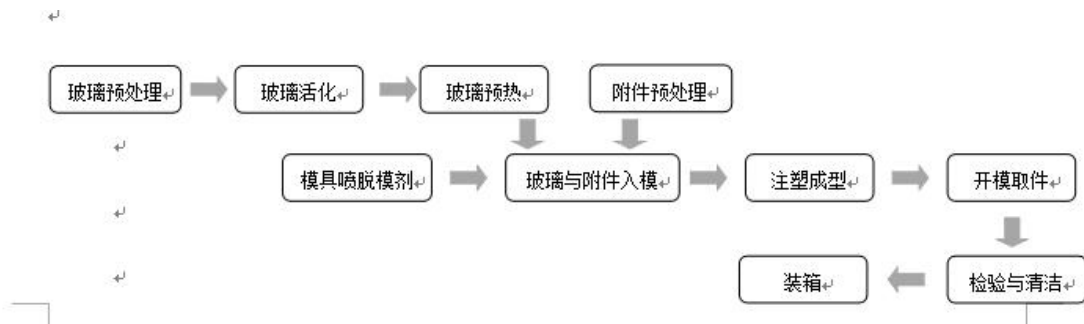 玻璃预处理
玻璃活化
玻璃预热
附件预处理
模具喷脱模剂
玻璃与附件入模
注塑成型
开模取件
装箱
检验与清洁